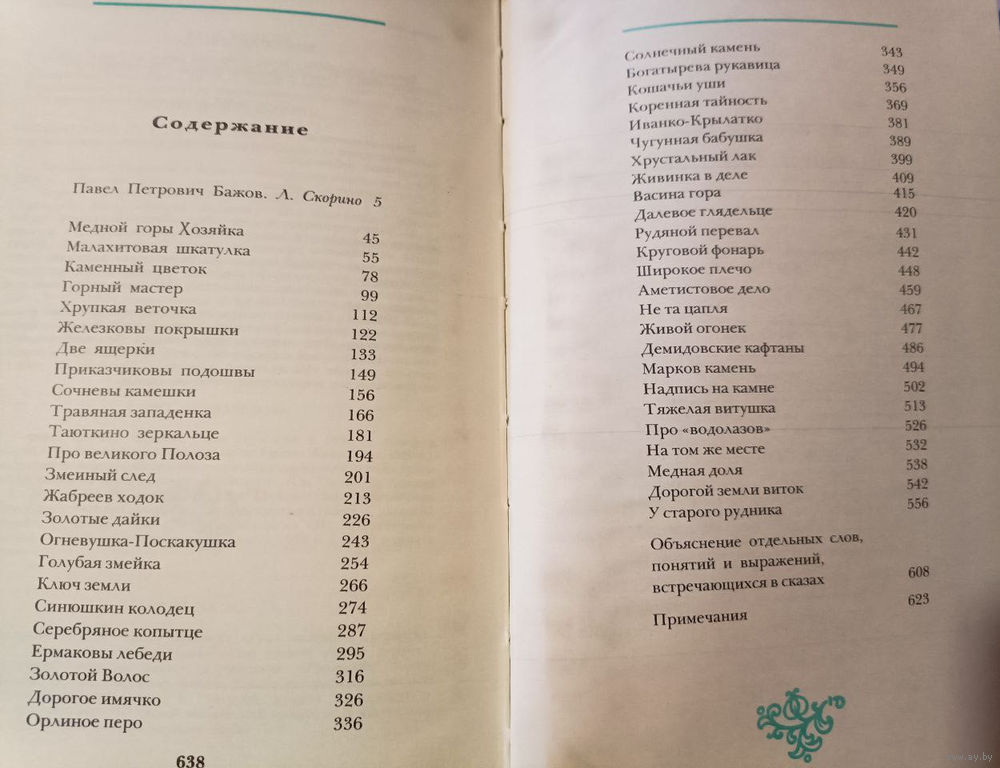 Содержание
Павел Петрович Бажов. Л. Скорино 5
Медной горы Хозяйка 45
Малахитовая шкатулка 55
Каменный цветок 78
Горный мастер 99
Хрупкая веточка 112
Железковы покрышки 122
Две ящерки 133
Приказчиковы подошвы 149
Сочневы камешки 156
Травяная западенка 166
Таюткино зеркальце 181
Про великого Полоза 194
Змеиный след 201
Жабреев ходок 213
Золотые дайки 226
Огневушка-Поскакушка 243
Голубая змейка 254
Ключ земли 266
Синюшкин колодец 274
Серебряное копытце 287
Ермаковы лебеди 295
Золотой Волос 316
Дорогое имячко 326
Орлиное перо 336
638
Солнечный камень 343
Богатырева рукавица 349
Кошачьи уши 356
Коренная тайность 369
Иванко-Крылатко 381
Чугунная бабушка 389
Хрустальный лак 399
Живинка в деле 409
Васина гора 415
Далевое глядельце 420
Рудяной перевал 431
Круговой фонарь 442
Широкое плечо 448
Аметистовое дело 459
Не та цапля 467
Живой огонек 477
Демидовские кафтаны 486
Марков камень 494
Надпись на камне 502
Тяжелая витушка 513
Про «водолазов» 526
На том же месте 532
Медная доля 538
Дорогой земли виток 542
У старого рудника 556
Объяснение отдельных слов,
понятий и выражений,
встречающихся в сказах 608
Примечания 623
www.ay.by